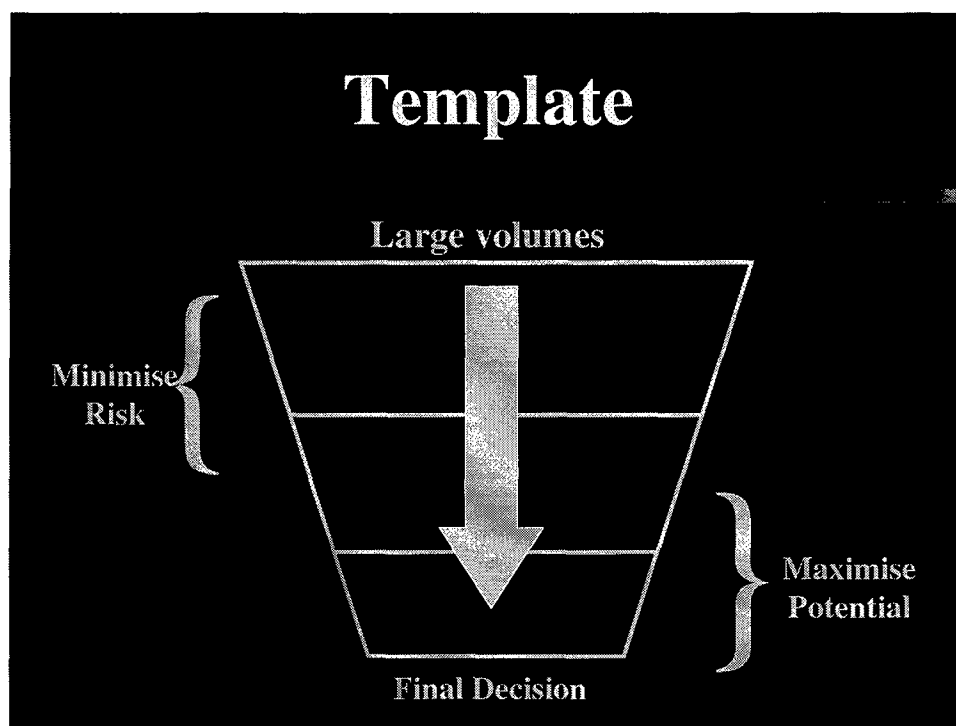 Template
Large volumes
Minimise
Risk
Maximise
Potential
Final Decision